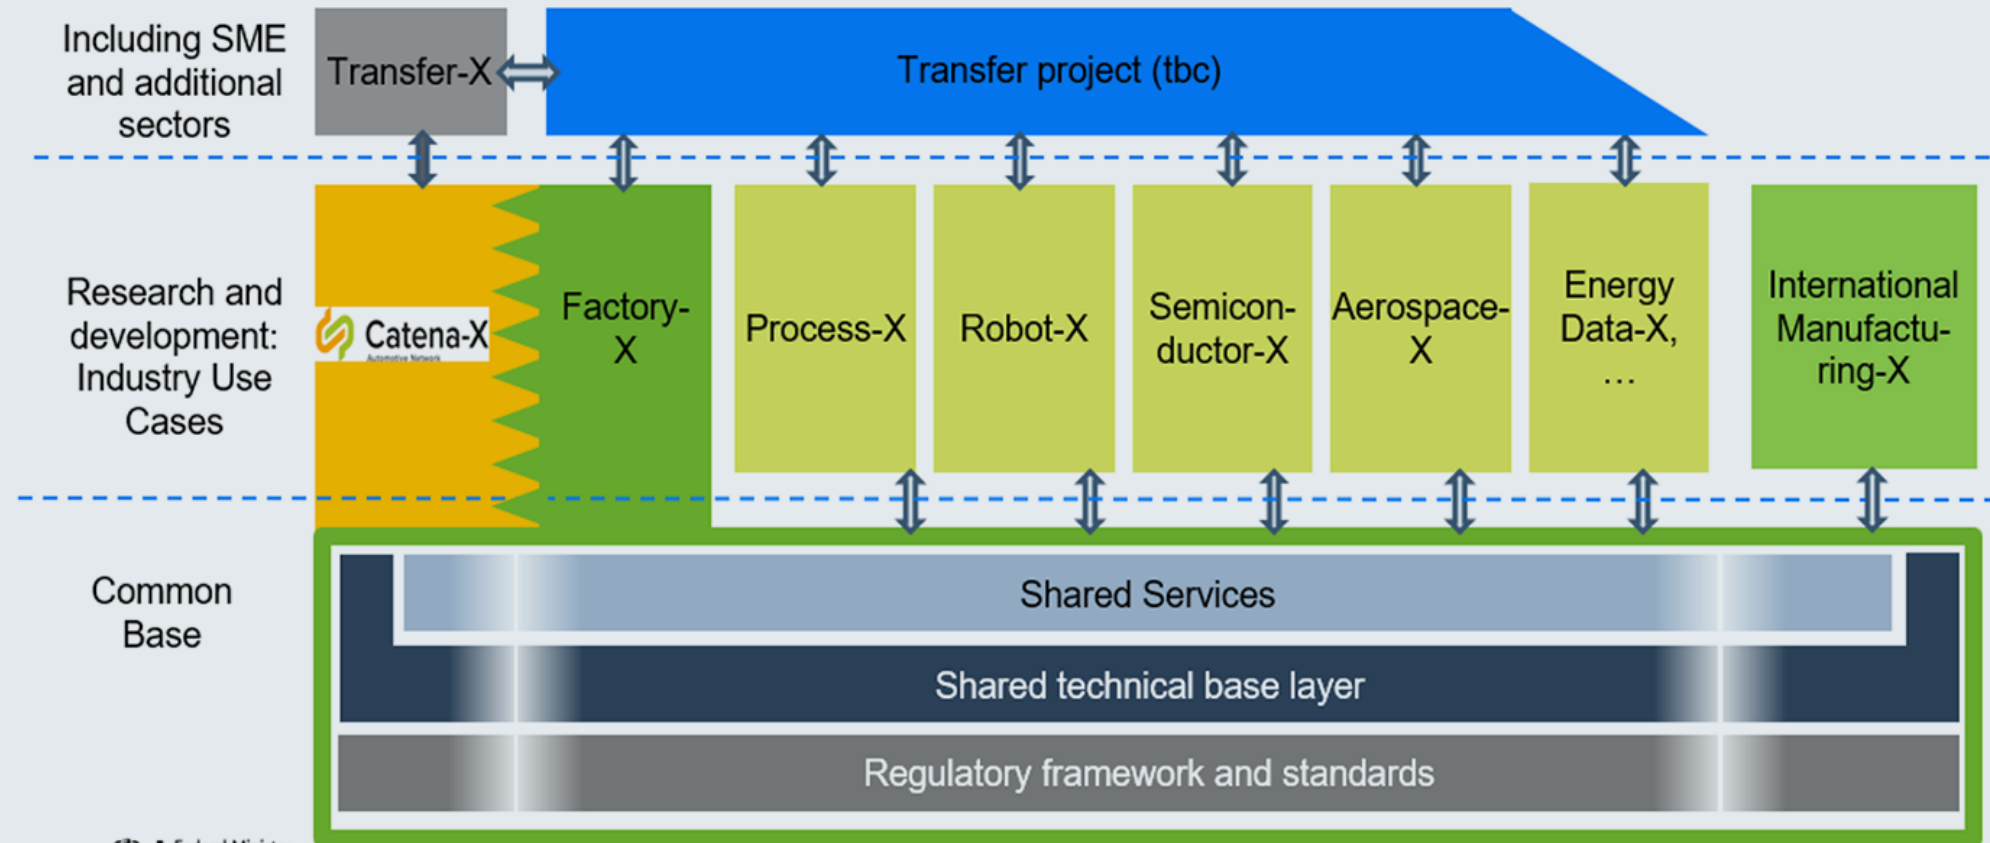 Including SME
and additional
sectors
Transfer-X
Transfer project (tbc)
Research and
development:
Industry Use
Cases
Catena-X
Automotive Network
Factory-
X
Process-X
Robot-X
Semicon-
ductor-X
Aerospace-
X
Energy
Data-X,
...
International
Manufactu-
ring-X
Common
Base
Shared Services
Shared technical base layer
Regulatory framework and standards